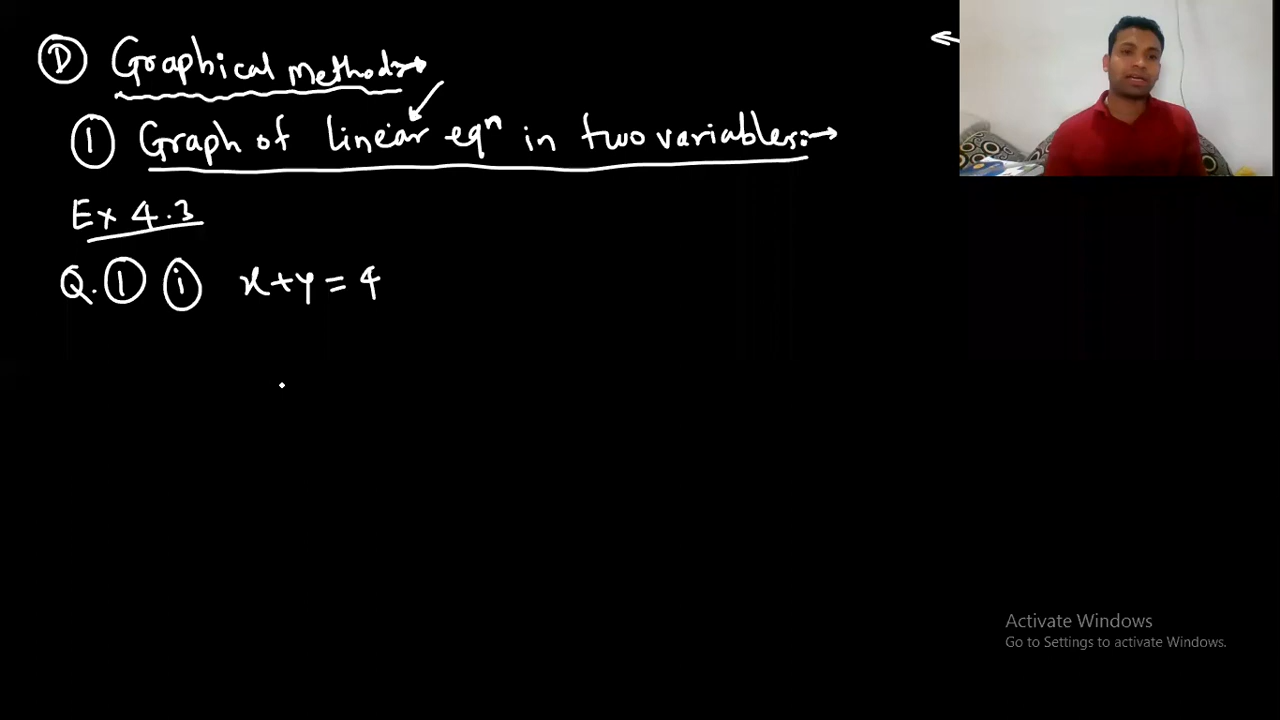 D Graphical Method:→
1 Graph of linear eqⁿ in two variables:→
Ex 4.3
Q. 1 i x+y = 4
Activate Windows
Go to Settings to activate Windows.